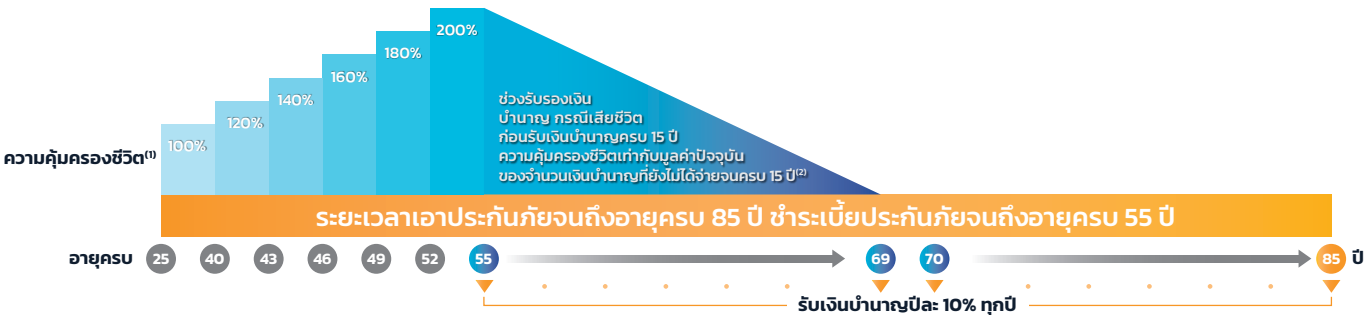 200%
180%
160%
140%
120%
100%
ช่วงรับรองเงิน
บำนาญ กรณีเสียชีวิต
ก่อนรับเงินบำนาญครบ 15 ปี
ความคุ้มครองชีวิตเท่ากับมูลค่าปัจจุบัน
ของจำนวนเงินบำนาญที่ยังไม่ได้จ่ายจนครบ 15 ปี(2)
ความคุ้มครองชีวิต(1)
ระยะเวลาเอาประกันภัยจนถึงอายุครบ 85 ปี ชำระเบี้ยประกันภัยจนถึงอายุครบ 55 ปี
อายุครบ 25 40 43 46 49 52 55 69 70 85 ปี
รับเงินบำนาญปีละ 10% ทุกปี